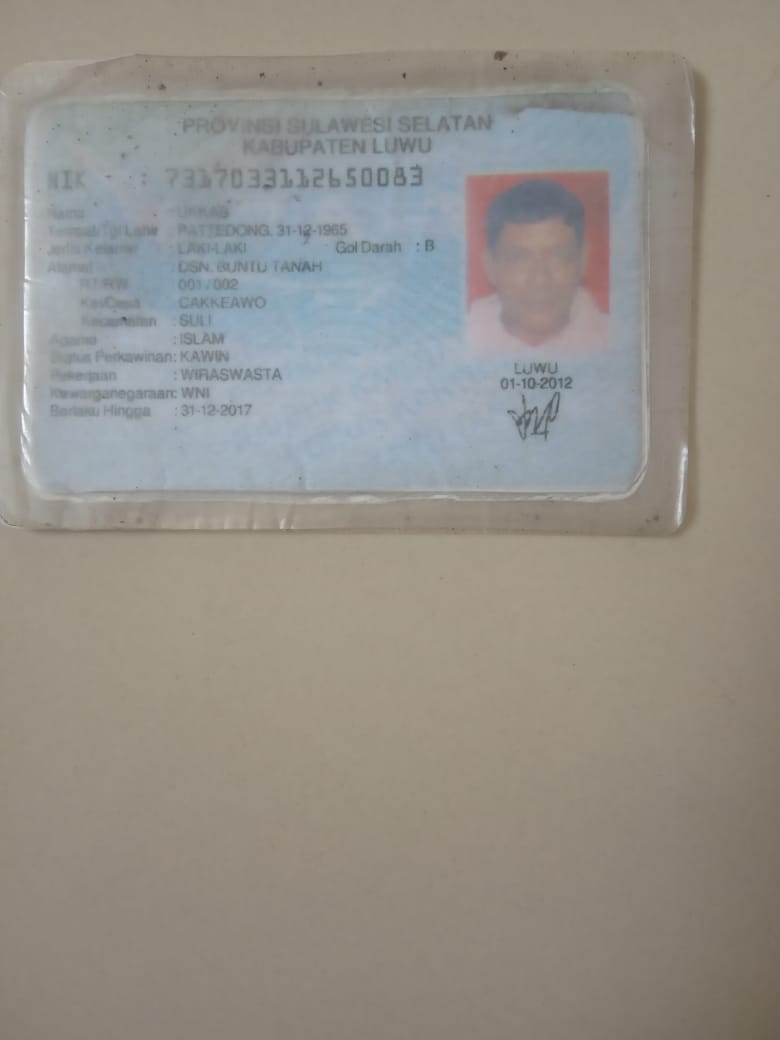 PROVINSI SULAWESI SELATAN
KABUPATEN LUWU
NIK : 7317033112650083
Nama :
Tempat/Tgl Lahir : PATTEDONG, 31-12-1965
Jenis Kelamin : LAKI-LAKI Gol Darah : B
Alamat : DSN. BUNTU TANAH
RT/RW : 001 / 002
Kel/Desa : CAKKEAWO
Kecamatan : SULI
Agama : ISLAM
Status Perkawinan: KAWIN
Pekerjaan : WIRASWASTA
Kewarganegaraan: WNI
Berlaku Hingga : 31-12-2017
LUWU
01-10-2012